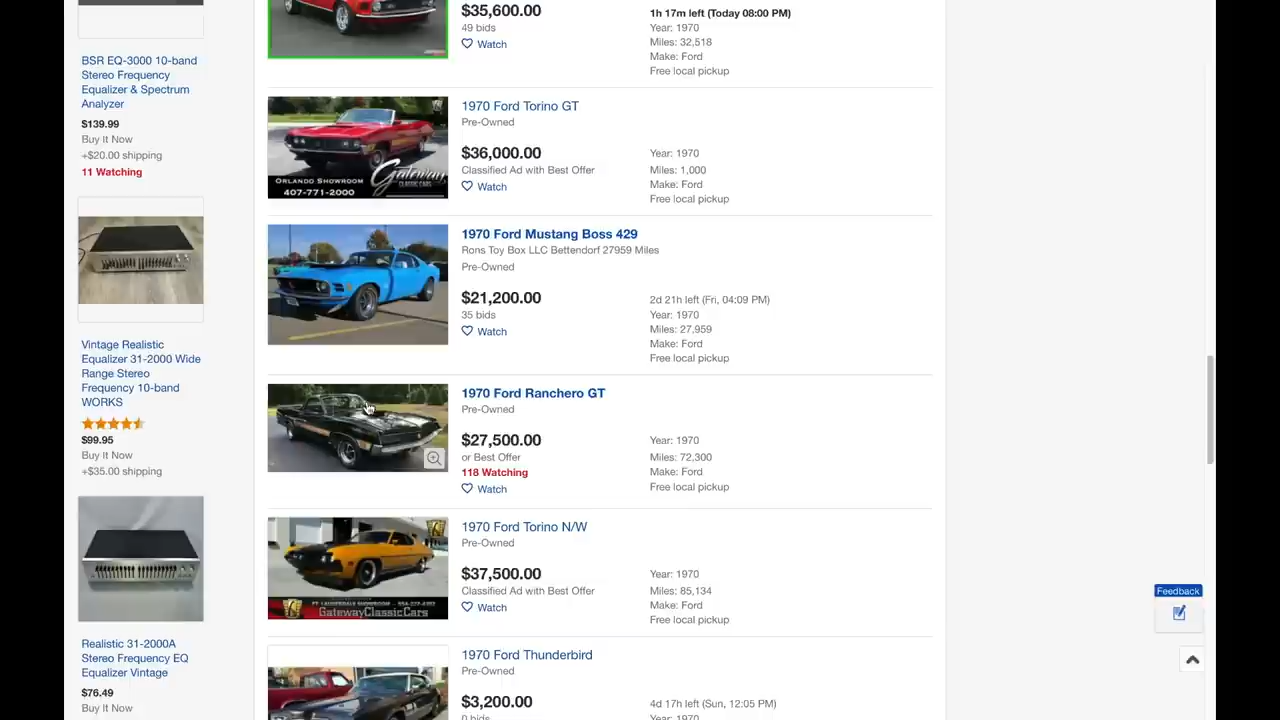 BSR EQ-3000 10-band
Stereo Frequency
Equalizer & Spectrum
Analyzer
$139.99
Buy It Now
+$20.00 shipping
11 Watching
Vintage Realistic
Equalizer 31-2000 Wide
Range Stereo
Frequency 10-band
WORKS
$99.95
Buy It Now
+$35.00 shipping
Realistic 31-2000A
Stereo Frequency EQ
Equalizer Vintage
$76.49
Buy It Now
$35,600.00
49 bids
Watch
1h 17m left (Today 08:00 PM)
Year: 1970
Miles: 32,518
Make: Ford
Free local pickup
ORLANDO SHOWROOM
407-771-2000
Gateway
CLASSIC CARS
1970 Ford Torino GT
Pre-Owned
$36,000.00
Classified Ad with Best Offer
Watch
Year: 1970
Miles: 1,000
Make: Ford
Free local pickup
1970 Ford Mustang Boss 429
Rons Toy Box LLC Bettendorf 27959 Miles
Pre-Owned
$21,200.00
35 bids
Watch
2d 21h left (Fri, 04:09 PM)
Year: 1970
Miles: 27,959
Make: Ford
Free local pickup
1970 Ford Ranchero GT
Pre-Owned
$27,500.00
or Best Offer
118 Watching
Watch
Year: 1970
Miles: 72,300
Make: Ford
Free local pickup
GatewayClassicCars
1970 Ford Torino N/W
Pre-Owned
$37,500.00
Classified Ad with Best Offer
Watch
Year: 1970
Miles: 85,134
Make: Ford
Free local pickup
1970 Ford Thunderbird
Pre-Owned
$3,200.00
0 bids
4d 17h left (Sun, 12:05 PM)
Year: 1970
Feedback